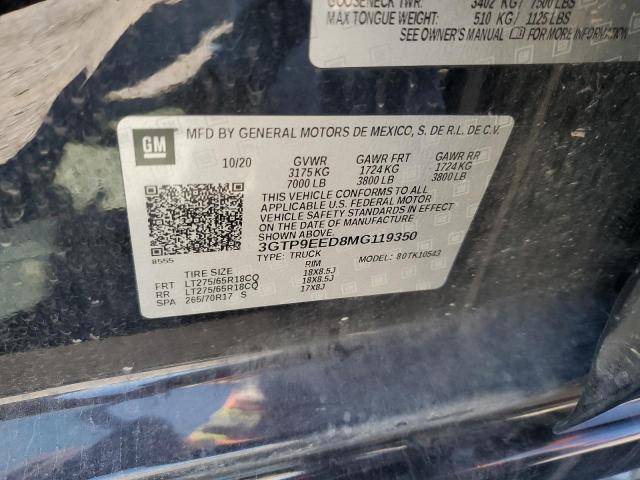 GOOSENECK TWR: 3402 KG / 7500 LBS
MAX TONGUE WEIGHT: 510 KG / 1125 LBS
SEE OWNER'S MANUAL FOR MORE INFORMATION
GM
MFD BY GENERAL MOTORS DE MEXICO, S. DE R.L. DE C.V.
10/20 GVWR GAWR FRT GAWR RR
3175 KG 1724 KG 1724 KG
7000 LB 3800 LB 3800 LB
THIS VEHICLE CONFORMS TO ALL
APPLICABLE U.S. FEDERAL MOTOR
VEHICLE SAFETY STANDARDS IN EFFECT
ON THE DATE OF MANUFACTURE
SHOWN ABOVE.
3GTP9EED8MG119350
8555 TYPE: TRUCK MODEL: 80TK10543
TIRE SIZE RIM
FRT LT275/65R18CQ 18X8.5J
RR LT275/65R18CQ 18X8.5J
SPA 265/70R17 S 17X8J